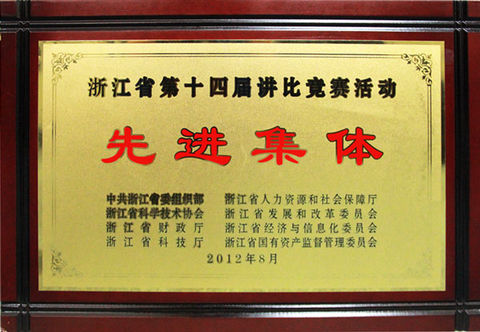 浙江省第十四届讲比竞赛活动
先进集体
中共浙江省委组织部 浙江省人力资源和社会保障厅
浙江省科学技术协会 浙江省发展和改革委员会
浙江省财政厅 浙江省经济与信息化委员会
浙江省科技厅 浙江省国有资产监督管理委员会
2012年8月